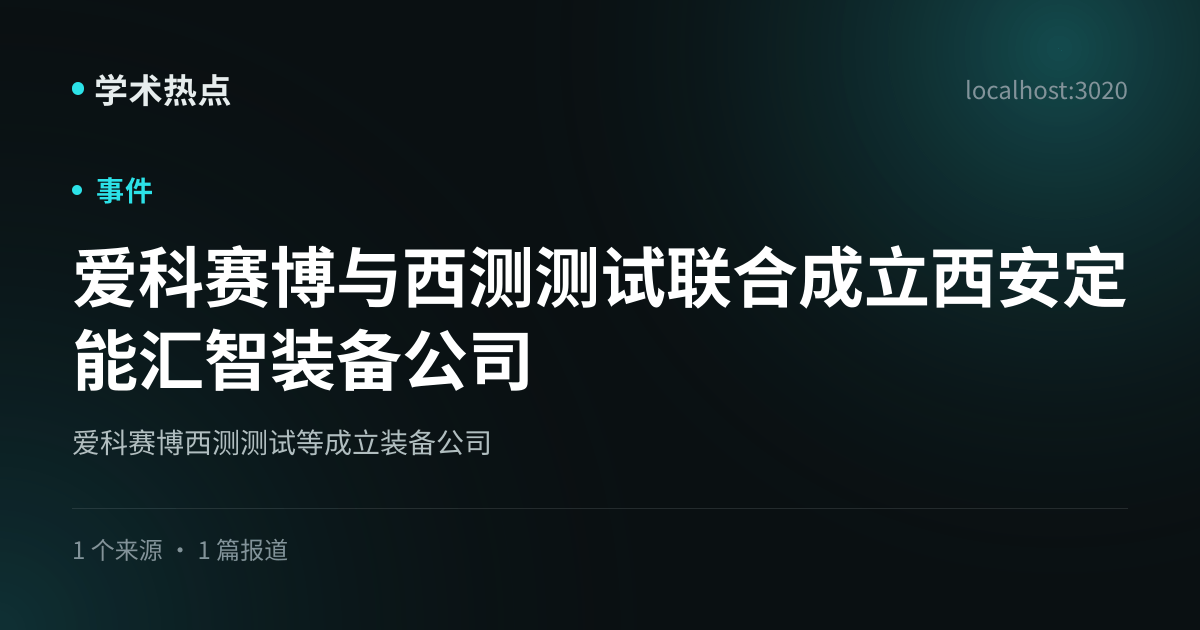 学术热点
localhost:3020
事件
爱科赛博与西测测试联合成立西安定
能汇智装备公司
爱科赛博西测测试等成立装备公司
1 个来源 · 1 篇报道